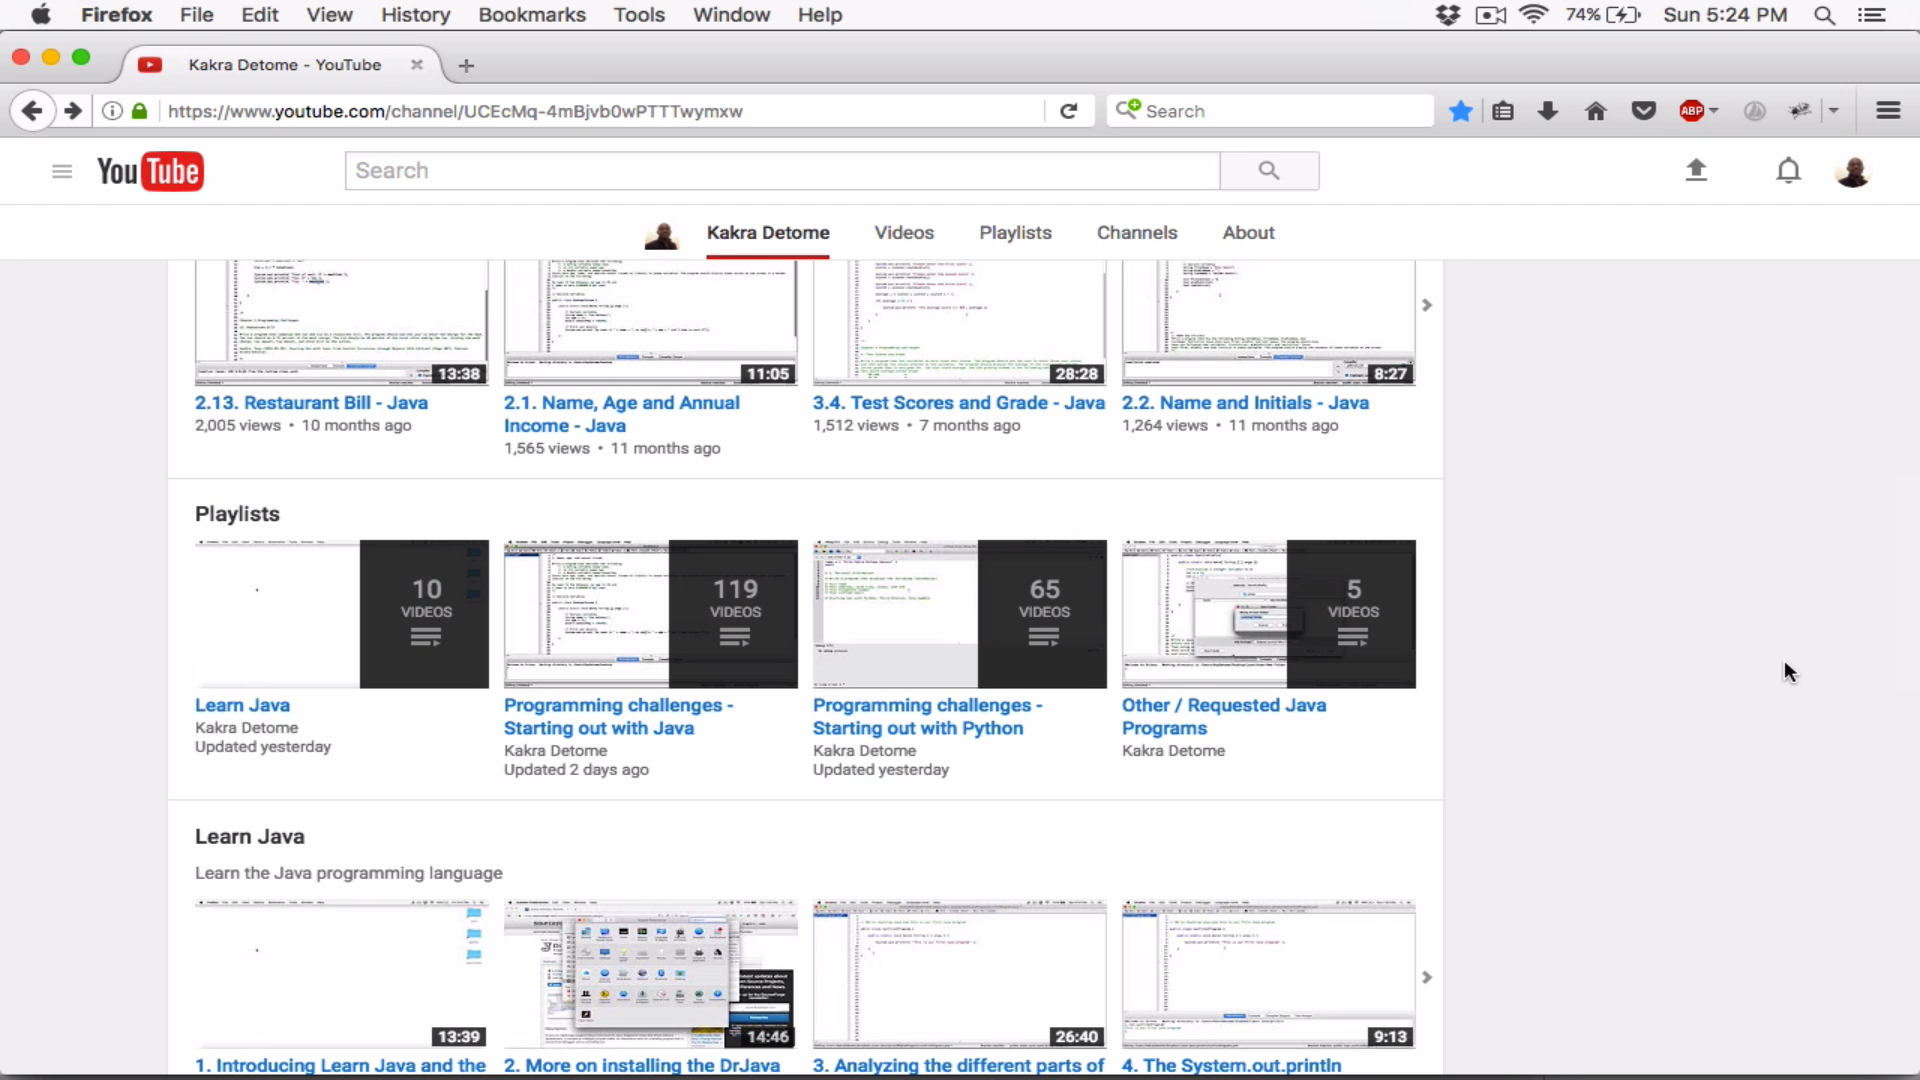 Firefox File Edit View History Bookmarks Tools Window Help 74% Sun 5:24 PM
Kakra Detome - YouTube
https://www.youtube.com/channel/UCEcMq-4mBjvb0wPTTTwymxw Search ABP
YouTube Search
Kakra Detome Videos Playlists Channels About
13:38 11:05 28:28 8:27
2.13. Restaurant Bill - Java
2,005 views • 10 months ago
2.1. Name, Age and Annual
Income - Java
1,565 views • 11 months ago
3.4. Test Scores and Grade - Java
1,512 views • 7 months ago
2.2. Name and Initials - Java
1,264 views • 11 months ago
Playlists
10
VIDEOS
119
VIDEOS
65
VIDEOS
5
VIDEOS
Learn Java
Kakra Detome
Updated yesterday
Programming challenges -
Starting out with Java
Kakra Detome
Updated 2 days ago
Programming challenges -
Starting out with Python
Kakra Detome
Updated yesterday
Other / Requested Java
Programs
Kakra Detome
Learn Java
Learn the Java programming language
13:39 14:46 26:40 9:13
1. Introducing Learn Java and the
2. More on installing the DrJava
3. Analyzing the different parts of
4. The System.out.println